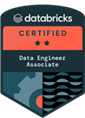 databricks
CERTIFIED
Data Engineer
Associate